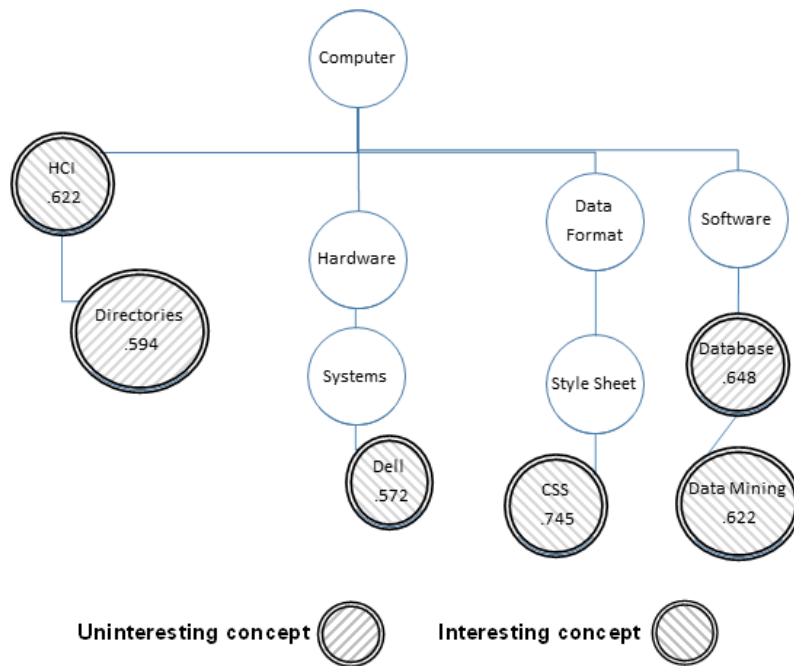 Computer
HCI
.622
Data
Format
Software
Hardware
Directories
.594
Database
.648
Systems
Style Sheet
Dell
.572
CSS
.745
Data Mining
.622
Uninteresting concept
Interesting concept